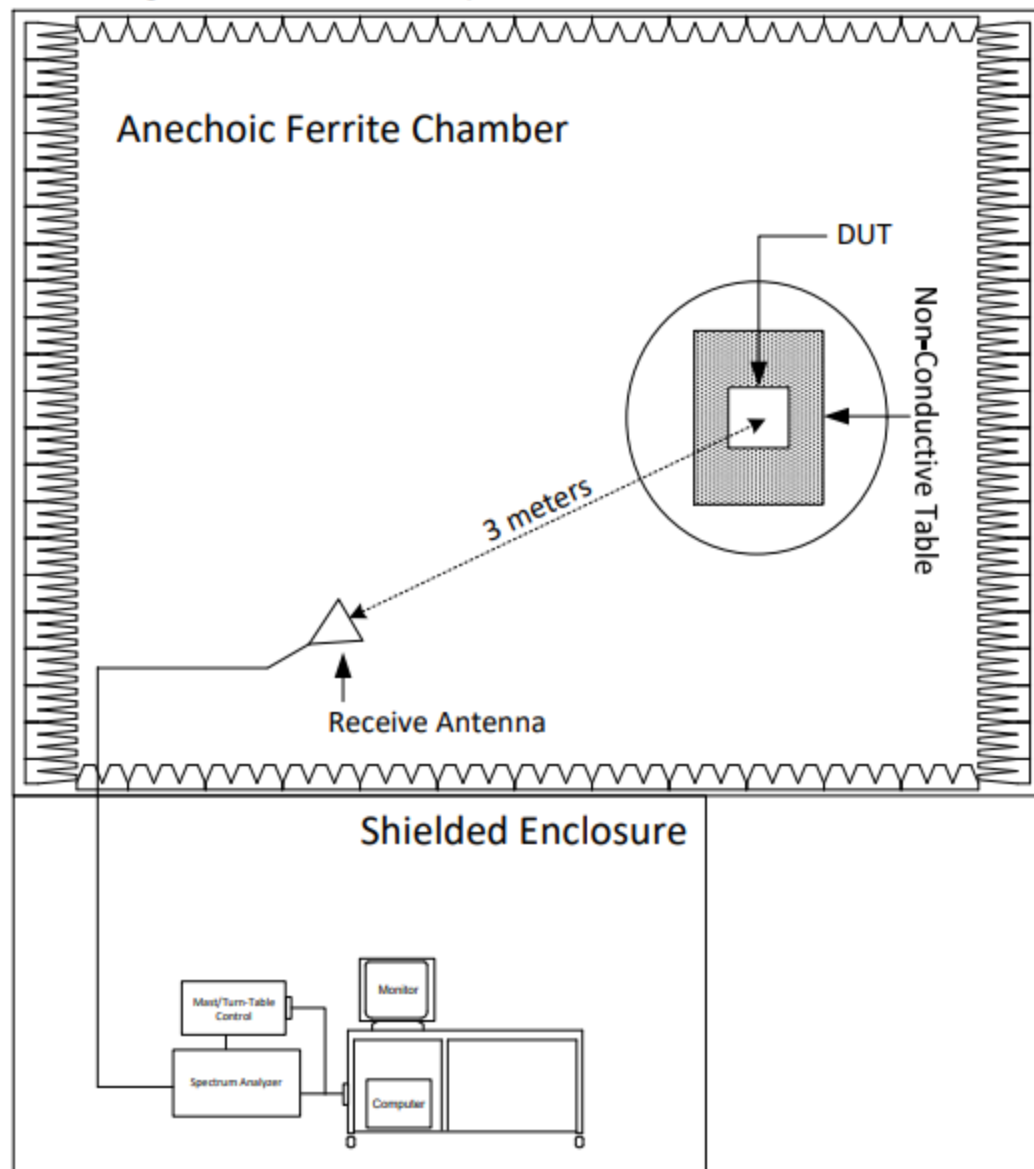 Anechoic Ferrite Chamber
DUT
Non-Conductive Table
3 meters
Receive Antenna
Shielded Enclosure
Monitor
Mast/Turn-Table
Control
Spectrum Analyzer
Computer